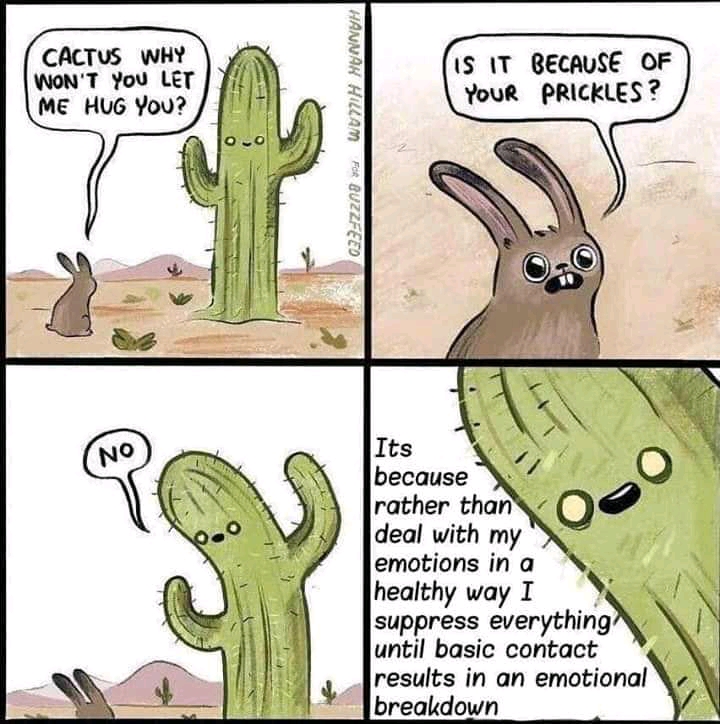 CACTUS WHY
WON'T YOU LET
ME HUG YOU?
HANNAH HILLAM FOR BUZZFEED
IS IT BECAUSE OF
YOUR PRICKLES?
NO
Its
because
rather than
deal with my
emotions in a
healthy way I
suppress everything
until basic contact
results in an emotional
breakdown